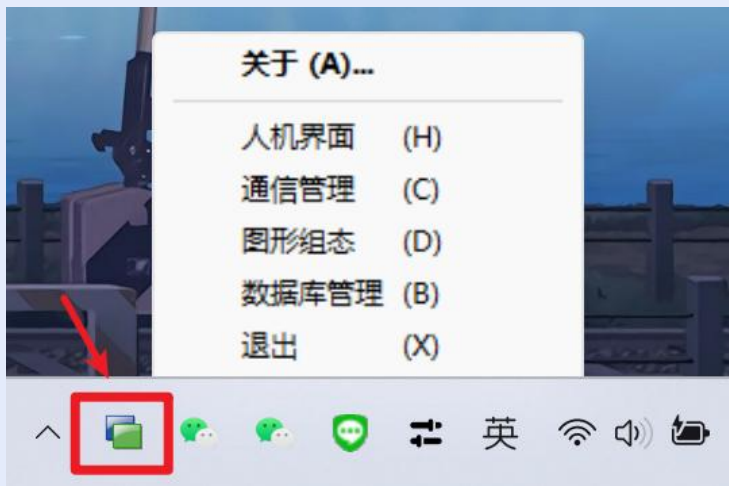 关于 (A)...
人机界面 (H)
通信管理 (C)
图形组态 (D)
数据库管理 (B)
退出 (X)
英